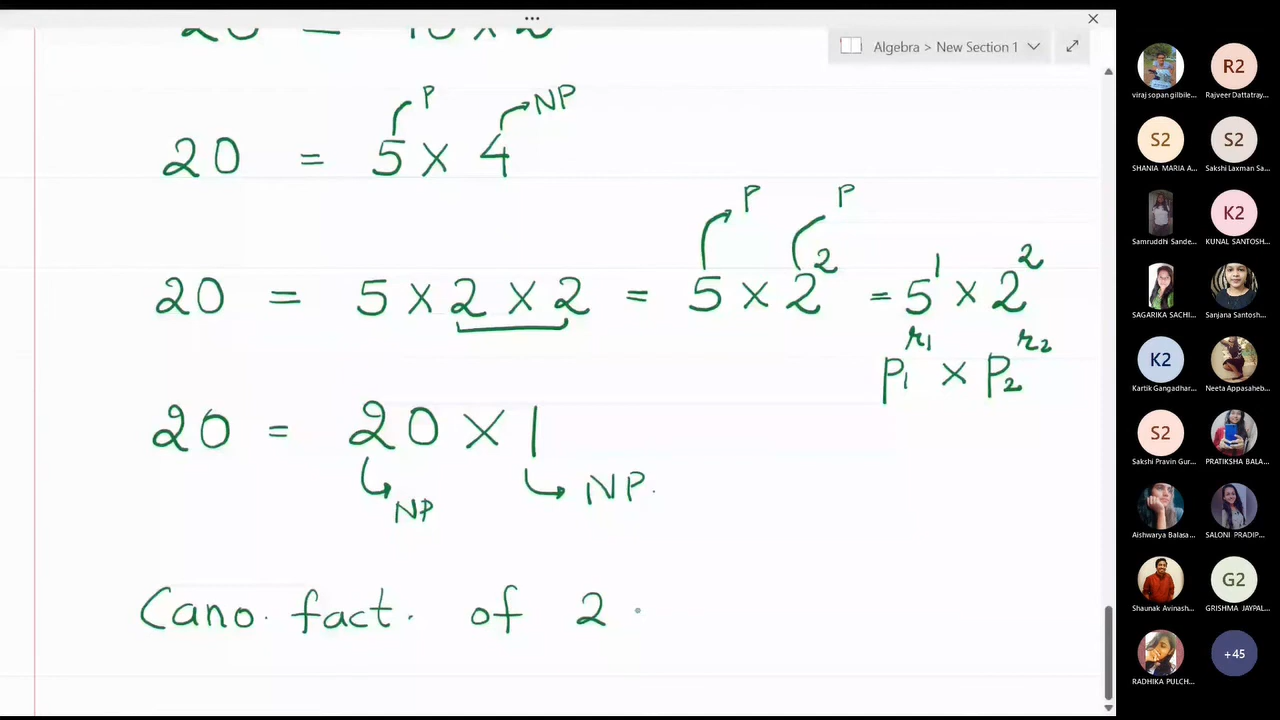 ...
Algebra > New Section 1
20 = 10 x 2
P NP
20 = 5 x 4
P P
20 = 5 x 2 x 2 = 5 x 2² = 5¹ x 2²
p₁^r₁ x p₂^r₂
20 = 20 x 1
NP NP.
Cano. fact. of 2
viraj sopan gilbile...
R2
Rajveer Dattatray...
S2
SHANIA MARIA A...
S2
Sakshi Laxman Sa...
Samruddhi Sande...
K2
KUNAL SANTOSH...
SAGARIKA SACHI...
Sanjana Santosh...
K2
Kartik Gangadhar...
Neeta Appasaheb...
S2
Sakshi Pravin Gur...
PRATIKSHA BALA...
Aishwarya Balasa...
SALONI PRADIP...
Shaunak Avinash...
G2
GRISHMA JAYPAL...
RADHIKA PULCH...
+45